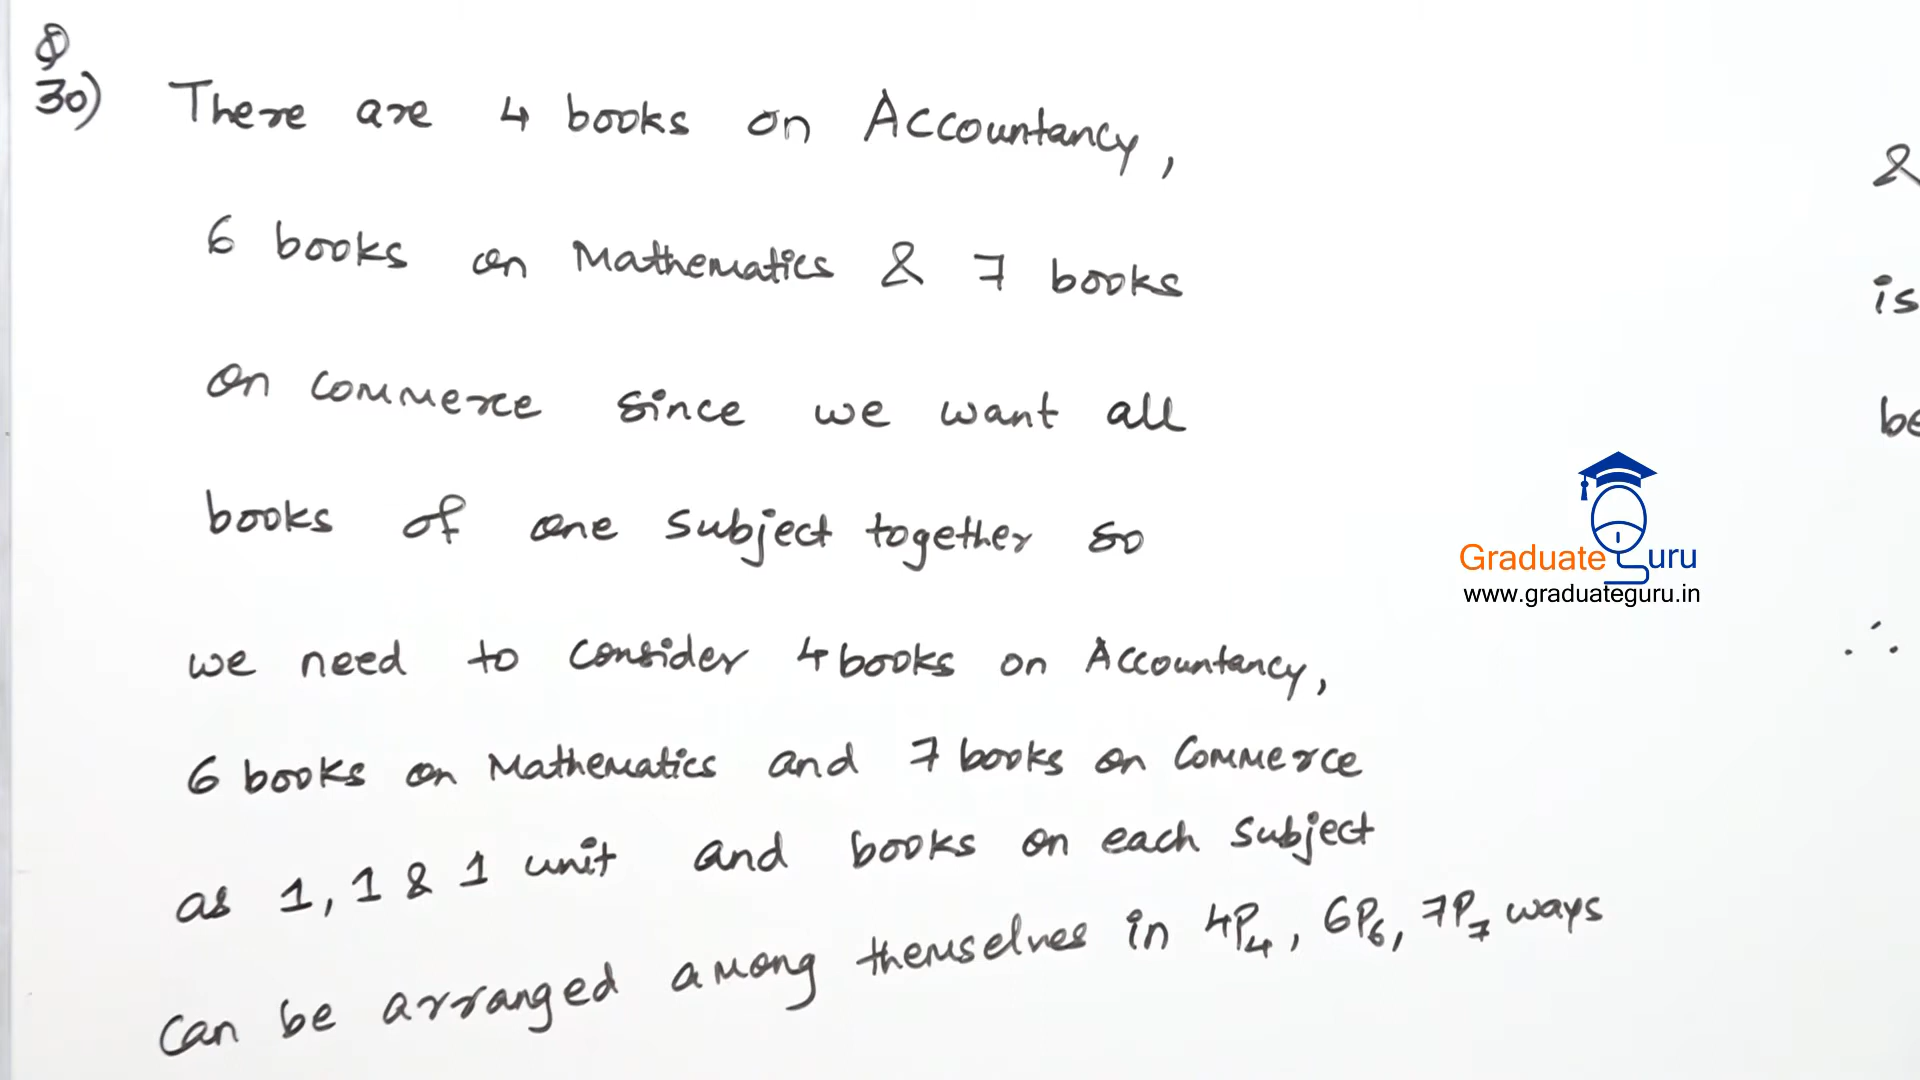 Q
30) There are 4 books on Accountancy,
6 books on Mathematics & 7 books
on commerce since we want all
books of one subject together so
we need to consider 4 books on Accountancy,
6 books on Mathematics and 7 books on Commerce
as 1, 1 & 1 unit and books on each subject
can be arranged among themselves in 4P4, 6P6, 7P7 ways
&
is
be
∴
Graduate Guru
www.graduateguru.in